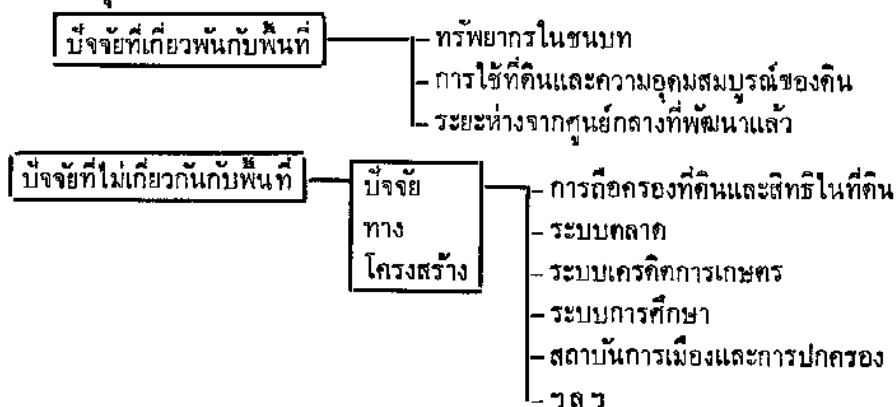 ปัจจัยที่เกี่ยวพันกับพื้นที่
- ทรัพยากรในชนบท
- การใช้ที่ดินและความอุดมสมบูรณ์ของดิน
- ระยะห่างจากศูนย์กลางที่พัฒนาแล้ว
ปัจจัยที่ไม่เกี่ยวกันกับพื้นที่
ปัจจัย
ทาง
โครงสร้าง
- การถือครองที่ดินและสิทธิในที่ดิน
- ระบบตลาด
- ระบบเครดิตการเกษตร
- ระบบการศึกษา
- สถาบันการเมืองและการปกครอง
- ฯลฯ